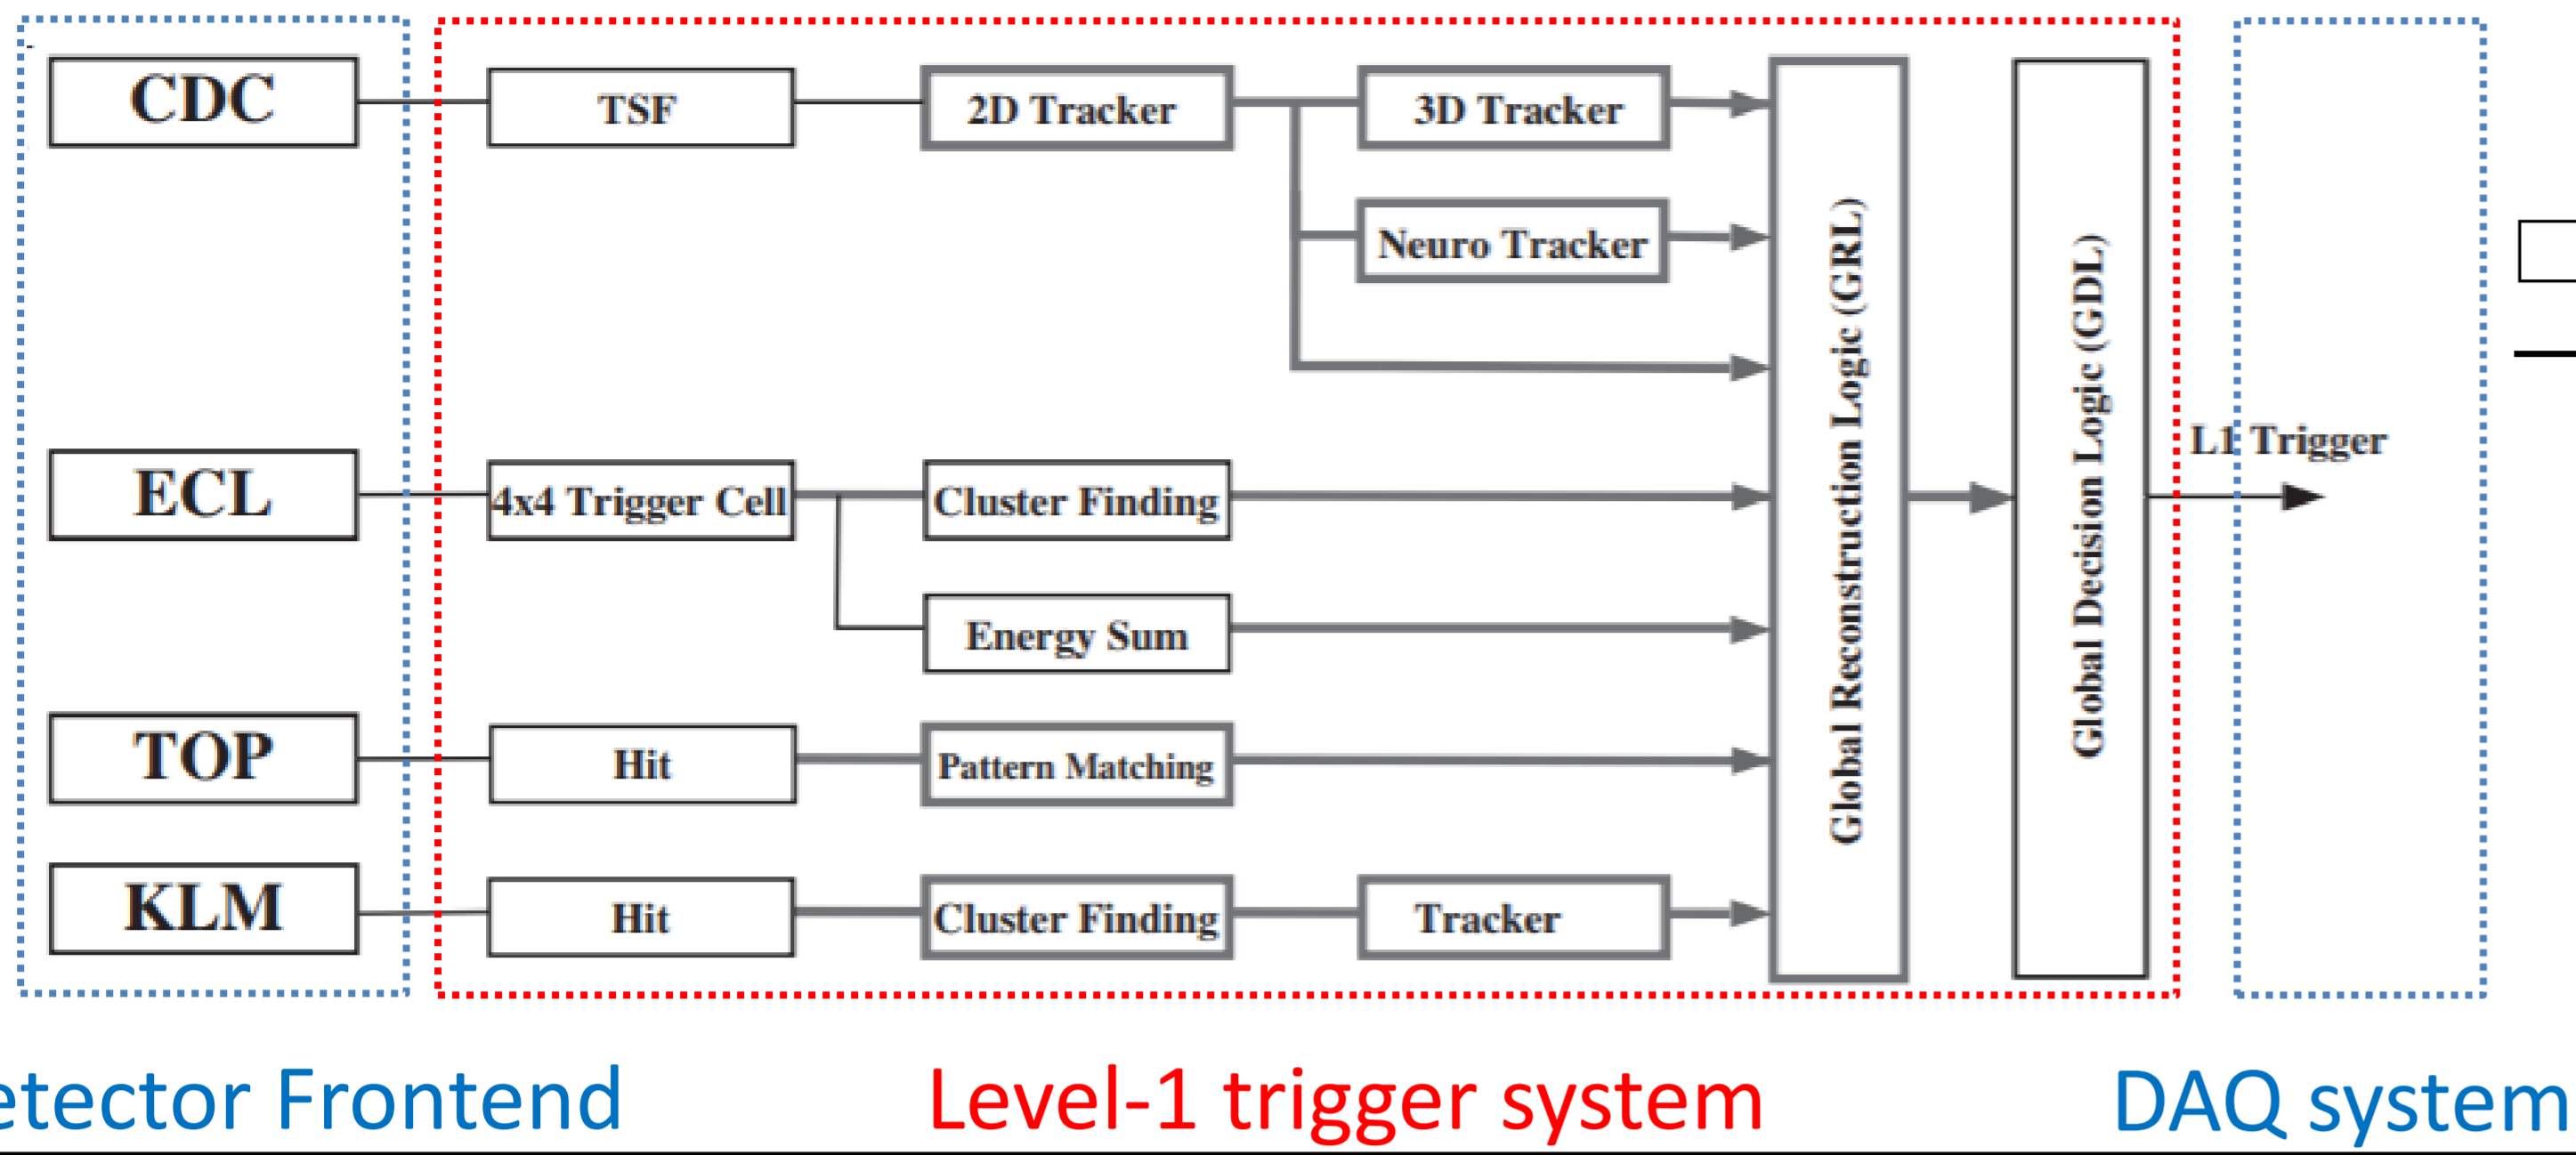 CDC
TSF
2D Tracker
3D Tracker
Neuro Tracker
ECL
4x4 Trigger Cell
Cluster Finding
Energy Sum
TOP
Hit
Pattern Matching
KLM
Hit
Cluster Finding
Tracker
Global Reconstruction Logic (GRL)
Global Decision Logic (GDL)
L1 Trigger
etector Frontend
Level-1 trigger system
DAQ system